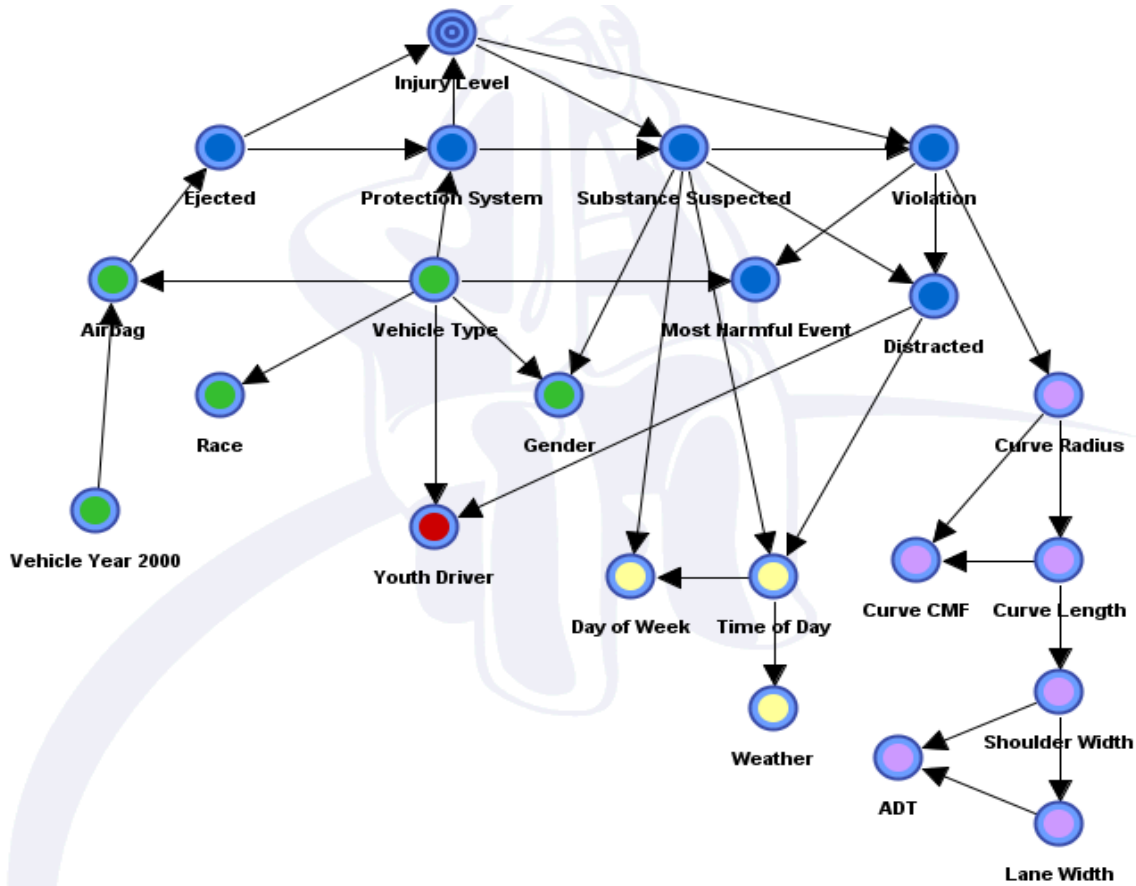 Injury Level
Ejected
Protection System
Substance Suspected
Violation
Airbag
Vehicle Type
Most Harmful Event
Distracted
Race
Gender
Curve Radius
Vehicle Year 2000
Youth Driver
Day of Week
Time of Day
Curve CMF
Curve Length
Weather
Shoulder Width
ADT
Lane Width